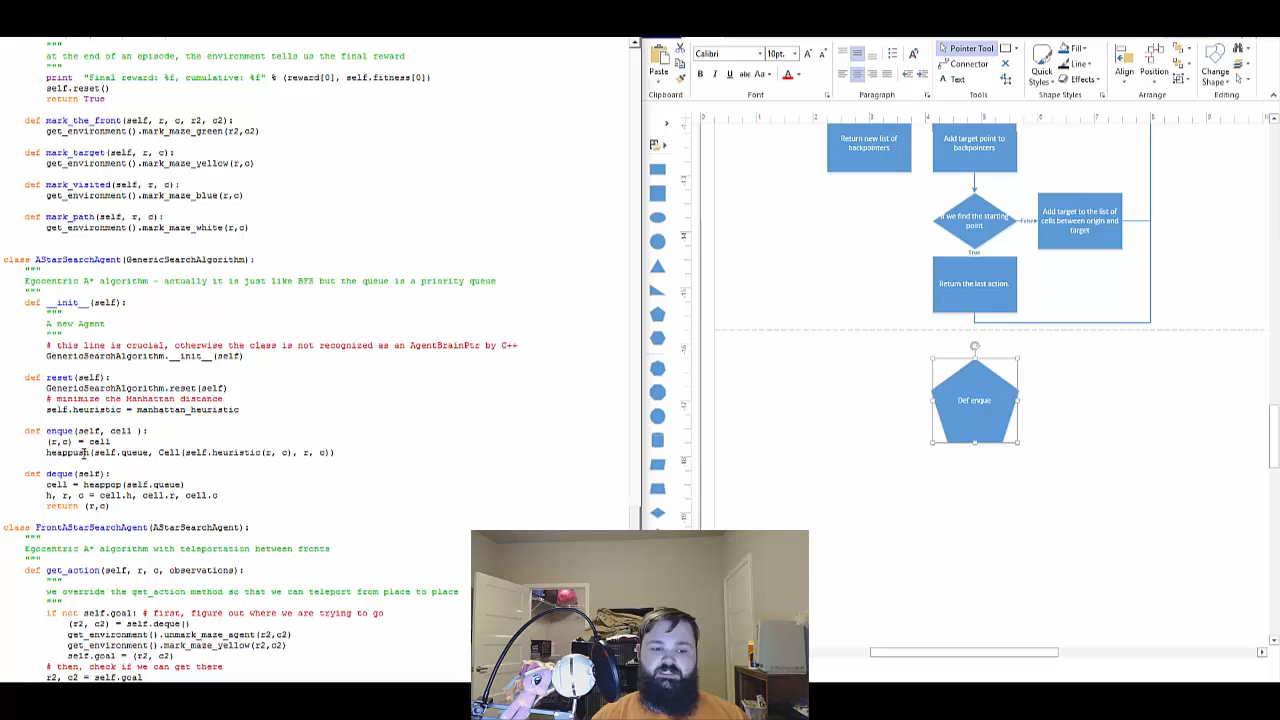 """
at the end of an episode, the environment tells us the final reward
"""
print  "Final reward: %f, cumulative: %f" % (reward[0], self.fitness[0])
self.reset()
return True
def mark_the_front(self, r, c, r2, c2):
get_environment().mark_maze_green(r2,c2)
def mark_target(self, r, c):
get_environment().mark_maze_yellow(r,c)
def mark_visited(self, r, c):
get_environment().mark_maze_blue(r,c)
def mark_path(self, r, c):
get_environment().mark_maze_white(r,c)
class AStarSearchAgent(GenericSearchAlgorithm):
"""
Egocentric A* algorithm - actually it is just like BFS but the queue is a priority queue
"""
def __init__(self):
"""
A new Agent
"""
# this line is crucial, otherwise the class is not recognized as an AgentBrainPtr by C++
GenericSearchAlgorithm.__init__(self)
def reset(self):
GenericSearchAlgorithm.reset(self)
# minimize the Manhattan distance
self.heuristic = manhattan_heuristic
def enque(self, cell ):
(r,c) = cell
heappush(self.queue, Cell(self.heuristic(r, c), r, c))
def deque(self):
cell = heappop(self.queue)
h, r, c = cell.h, cell.r, cell.c
return (r,c)
class FrontAStarSearchAgent(AStarSearchAgent):
"""
Egocentric A* algorithm with teleportation between fronts
"""
def get_action(self, r, c, observations):
"""
we override the get_action method so that we can teleport from place to place
"""
if not self.goal: # first, figure out where we are trying to go
(r2, c2) = self.deque()
get_environment().unmark_maze_agent(r2,c2)
get_environment().mark_maze_yellow(r2,c2)
self.goal = (r2, c2)
# then, check if we can get there
r2, c2 = self.goal
Paste
Clipboard
Calibri
10pt.
A A
B I U abc Aa A
Font
Paragraph
Pointer Tool
Connector
Text
Tools
Quick
Styles
Fill
Line
Effects
Shape Styles
Align
Position
Arrange
Change
Shape
Editing
0 1 2 3 4 5 6 7 8 9
Return new list of
backpointers
Add target point to
backpointers
If we find the starting
point
False
Add target to the list of
cells between origin and
target
True
Return the last action.
Def enque